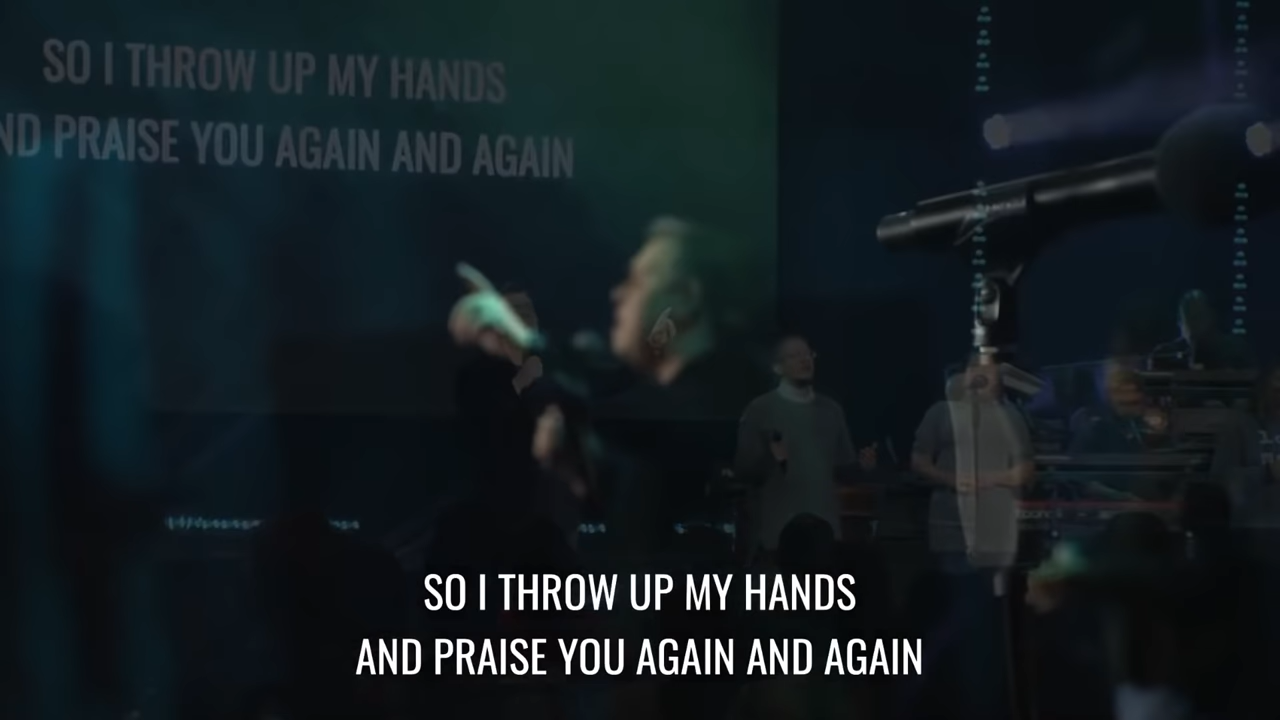 SO I THROW UP MY HANDS
ND PRAISE YOU AGAIN AND AGAIN
SO I THROW UP MY HANDS
AND PRAISE YOU AGAIN AND AGAIN